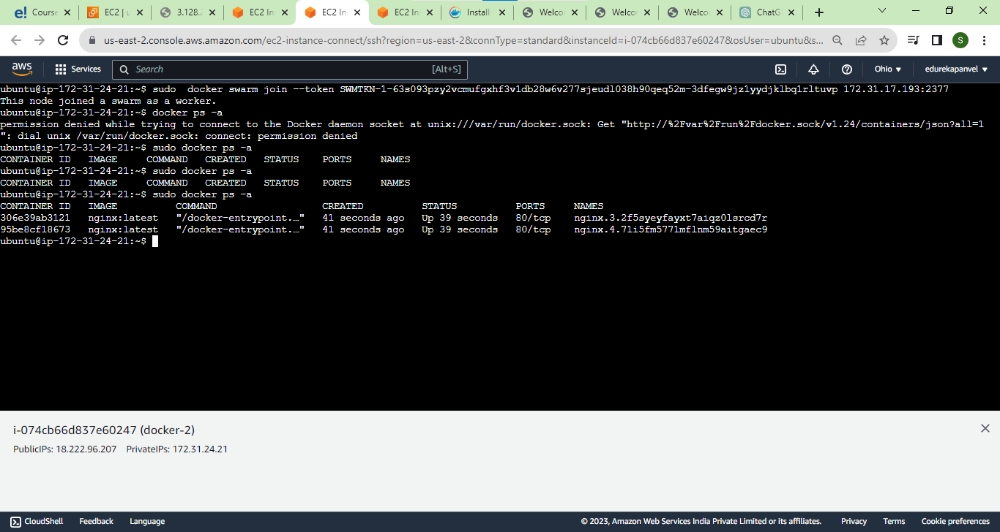 Course
EC2 | u
3.128.2
EC2 In
EC2 In
EC2 In
Install
Welco
Welco
Welco
ChatG
us-east-2.console.aws.amazon.com/ec2-instance-connect/ssh?region=us-east-2&connType=standard&instanceId=i-074cb66d837e60247&osUser=ubuntu&s...
S
aws
Services
Search
[Alt+S]
Ohio
edurekapanvel
ubuntu@ip-172-31-24-21:~$ sudo  docker swarm join --token SWMTKN-1-63s093pzy2vcmufgxhf3v1db28w6v277sjeudl038h90qeq52m-3dfegw9jz1yydjklbq1rltuvp 172.31.17.193:2377
This node joined a swarm as a worker.
ubuntu@ip-172-31-24-21:~$ docker ps -a
permission denied while trying to connect to the Docker daemon socket at unix:///var/run/docker.sock: Get "http://%2Fvar%2Frun%2Fdocker.sock/v1.24/containers/json?all=1
": dial unix /var/run/docker.sock: connect: permission denied
ubuntu@ip-172-31-24-21:~$ sudo docker ps -a
CONTAINER ID   IMAGE     COMMAND   CREATED   STATUS    PORTS     NAMES
ubuntu@ip-172-31-24-21:~$ sudo docker ps -a
CONTAINER ID   IMAGE     COMMAND   CREATED   STATUS    PORTS     NAMES
ubuntu@ip-172-31-24-21:~$ sudo docker ps -a
CONTAINER ID   IMAGE          COMMAND                  CREATED          STATUS          PORTS     NAMES
306e39ab3121   nginx:latest   "/docker-entrypoint.…"   41 seconds ago   Up 39 seconds   80/tcp    nginx.3.2f5syeyfayxt7aiqz0lsrcd7r
95be8cf18673   nginx:latest   "/docker-entrypoint.…"   41 seconds ago   Up 39 seconds   80/tcp    nginx.4.71i5fm5771mflnm59aitgaec9
ubuntu@ip-172-31-24-21:~$
i-074cb66d837e60247 (docker-2)
PublicIPs: 18.222.96.207 PrivateIPs: 172.31.24.21
CloudShell
Feedback
Language
© 2023, Amazon Web Services India Private Limited or its affiliates.
Privacy
Terms
Cookie preferences